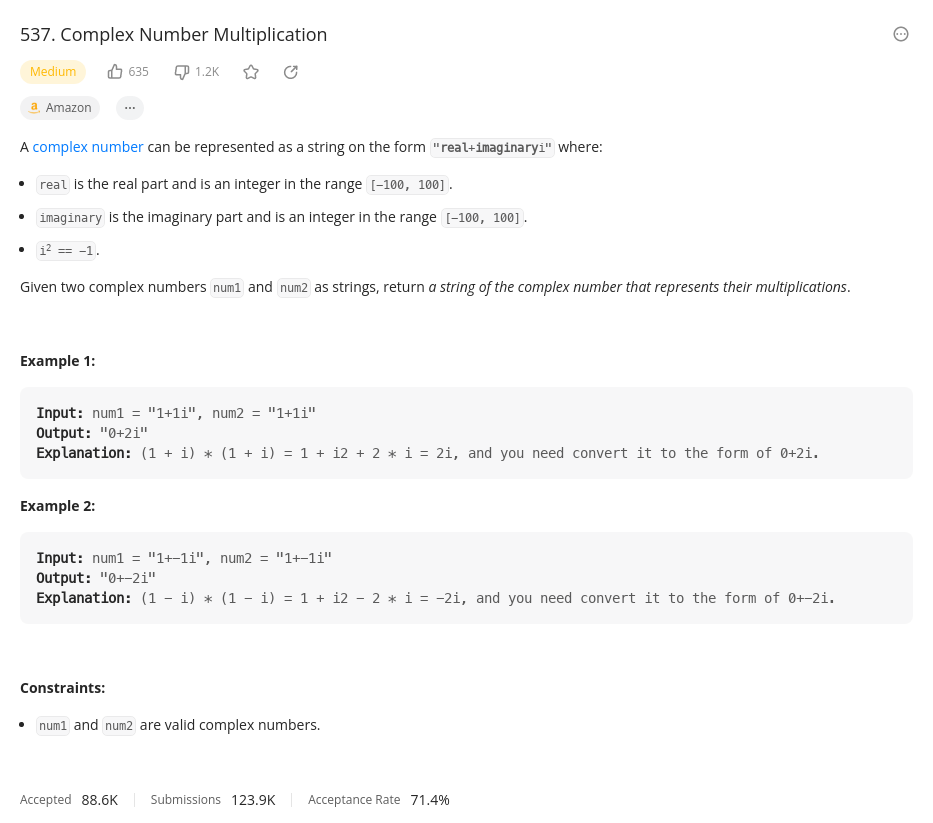 537. Complex Number Multiplication
Medium 635 1.2K
a Amazon ...
A complex number can be represented as a string on the form "real+imaginaryi" where:
• real is the real part and is an integer in the range [-100, 100].
• imaginary is the imaginary part and is an integer in the range [-100, 100].
• i² == -1.
Given two complex numbers num1 and num2 as strings, return a string of the complex number that represents their multiplications.
Example 1:
Input: num1 = "1+1i", num2 = "1+1i"
Output: "0+2i"
Explanation: (1 + i) * (1 + i) = 1 + i2 + 2 * i = 2i, and you need convert it to the form of 0+2i.
Example 2:
Input: num1 = "1+-1i", num2 = "1+-1i"
Output: "0+-2i"
Explanation: (1 - i) * (1 - i) = 1 + i2 - 2 * i = -2i, and you need convert it to the form of 0+-2i.
Constraints:
• num1 and num2 are valid complex numbers.
Accepted 88.6K Submissions 123.9K Acceptance Rate 71.4%